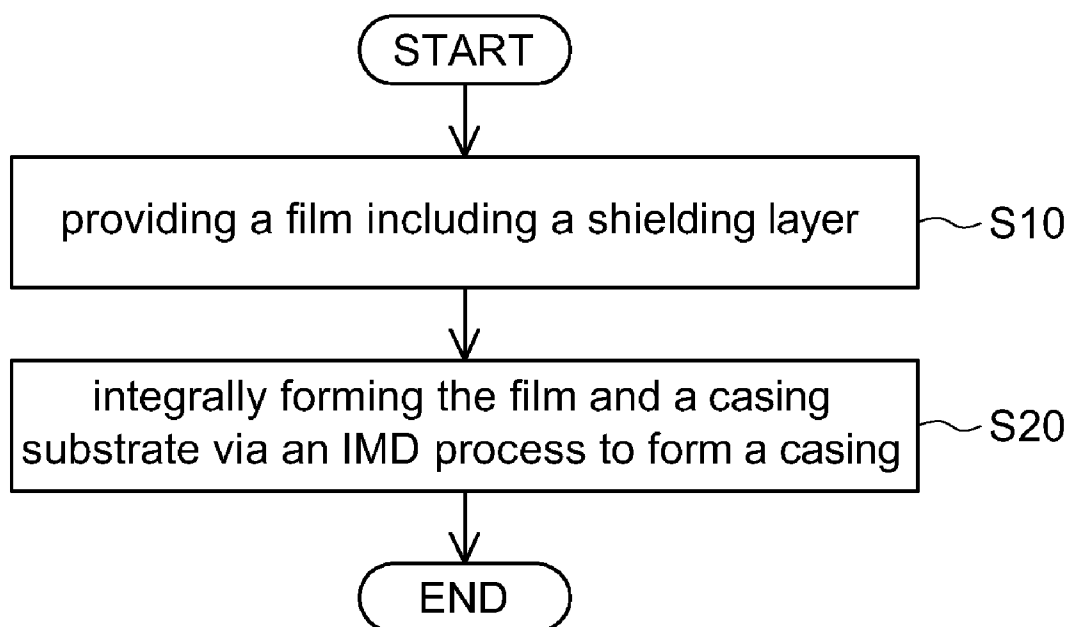 START
providing a film including a shielding layer
S10
integrally forming the film and a casing
substrate via an IMD process to form a casing
S20
END